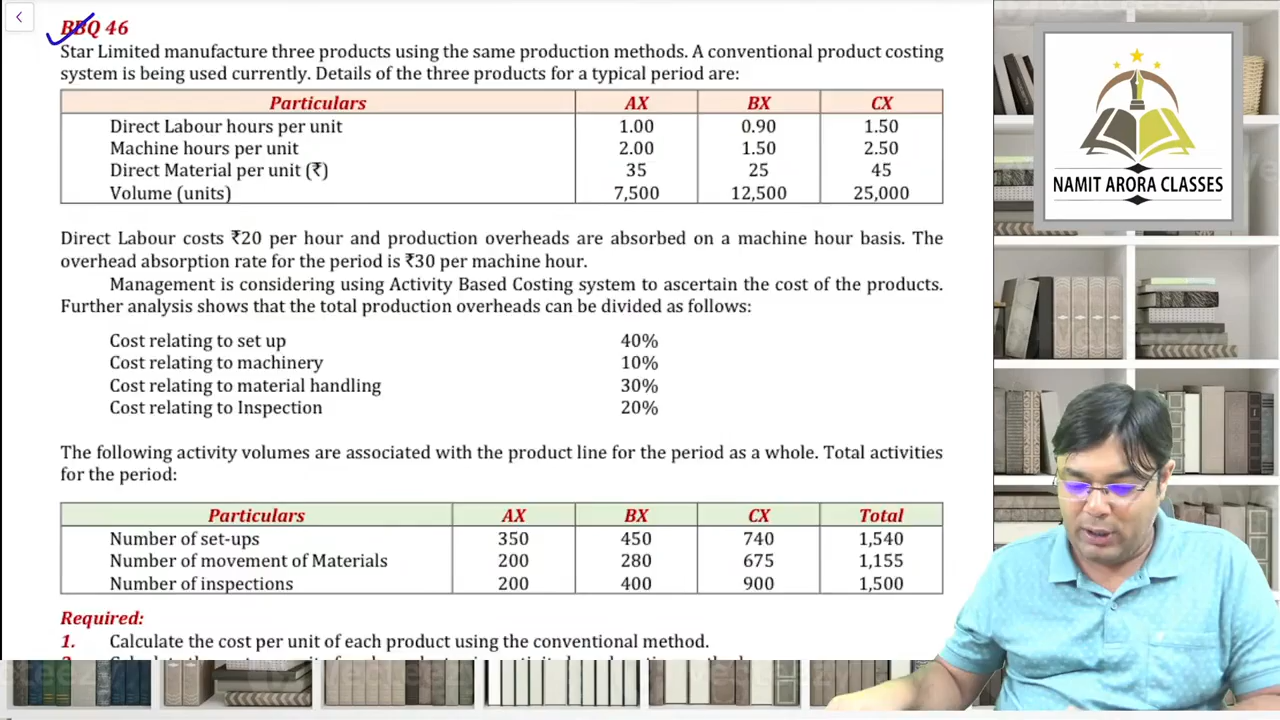 BBQ 46
Star Limited manufacture three products using the same production methods. A conventional product costing
system is being used currently. Details of the three products for a typical period are:
Particulars AX BX CX
Direct Labour hours per unit 1.00 0.90 1.50
Machine hours per unit 2.00 1.50 2.50
Direct Material per unit (₹) 35 25 45
Volume (units) 7,500 12,500 25,000
Direct Labour costs ₹20 per hour and production overheads are absorbed on a machine hour basis. The
overhead absorption rate for the period is ₹30 per machine hour.
Management is considering using Activity Based Costing system to ascertain the cost of the products.
Further analysis shows that the total production overheads can be divided as follows:
Cost relating to set up 40%
Cost relating to machinery 10%
Cost relating to material handling 30%
Cost relating to Inspection 20%
The following activity volumes are associated with the product line for the period as a whole. Total activities
for the period:
Particulars AX BX CX Total
Number of set-ups 350 450 740 1,540
Number of movement of Materials 200 280 675 1,155
Number of inspections 200 400 900 1,500
Required:
1. Calculate the cost per unit of each product using the conventional method.
NAMIT ARORA CLASSES